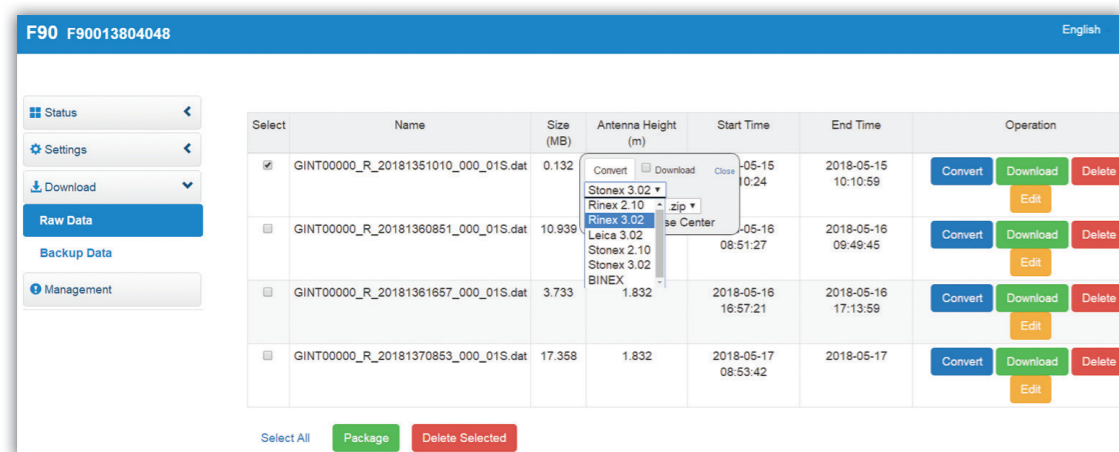 F90 F90013804048
English
Status
Settings
Download
Raw Data
Backup Data
Management
Select Name Size (MB) Antenna Height (m) Start Time End Time Operation
GINT00000_R_20181351010_000_01S.dat 0.132 -05-15 10:24 2018-05-15 10:10:59 Convert Download Delete Edit
Convert Download Close
Stonex 3.02
Rinex 2.10 .zip
Rinex 3.02 se Center
Leica 3.02
Stonex 2.10
Stonex 3.02
BINEX
GINT00000_R_20181360851_000_01S.dat 10.939 -05-16 08:51:27 2018-05-16 09:49:45 Convert Download Delete Edit
GINT00000_R_20181361657_000_01S.dat 3.733 1.832 2018-05-16 16:57:21 2018-05-16 17:13:59 Convert Download Delete Edit
GINT00000_R_20181370853_000_01S.dat 17.358 1.832 2018-05-17 08:53:42 2018-05-17 Convert Download Delete Edit
Select All Package Delete Selected